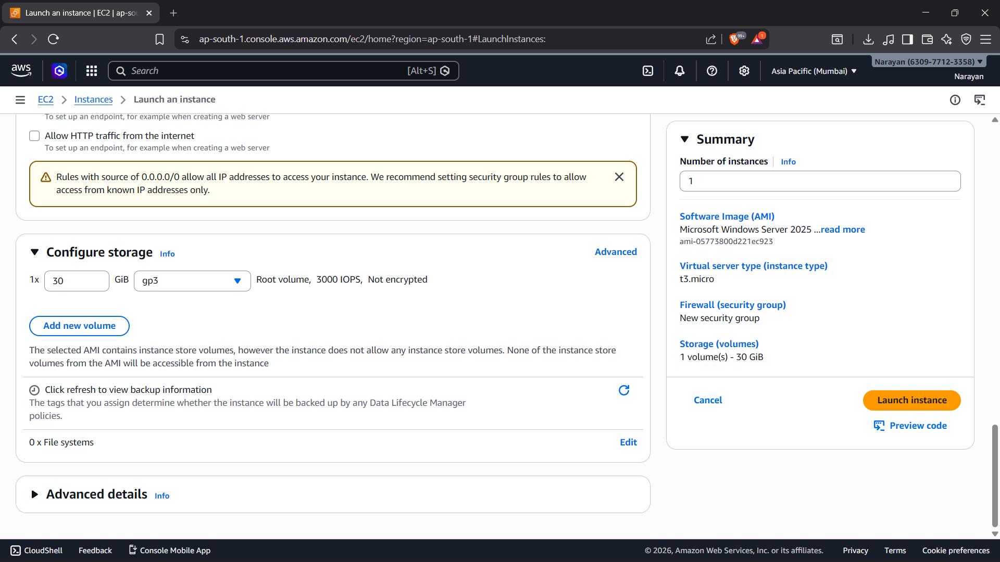 Launch an instance | EC2 | ap-so
ap-south-1.console.aws.amazon.com/ec2/home?region=ap-south-1#LaunchInstances:
99+
1
aws
Search
[Alt+S]
Asia Pacific (Mumbai)
Narayan (6309-7712-3358)
Narayan
EC2
Instances
Launch an instance
To set up an endpoint, for example when creating a web server
Allow HTTP traffic from the internet
To set up an endpoint, for example when creating a web server
Rules with source of 0.0.0.0/0 allow all IP addresses to access your instance. We recommend setting security group rules to allow
access from known IP addresses only.
Configure storage
Info
Advanced
1x
30
GiB
gp3
Root volume, 3000 IOPS, Not encrypted
Add new volume
The selected AMI contains instance store volumes, however the instance does not allow any instance store volumes. None of the instance store
volumes from the AMI will be accessible from the instance
Click refresh to view backup information
The tags that you assign determine whether the instance will be backed up by any Data Lifecycle Manager
policies.
0 x File systems
Edit
Advanced details
Info
Summary
Number of instances
Info
1
Software Image (AMI)
Microsoft Windows Server 2025 ...read more
ami-05773800d221ec923
Virtual server type (instance type)
t3.micro
Firewall (security group)
New security group
Storage (volumes)
1 volume(s) - 30 GiB
Cancel
Launch instance
Preview code
CloudShell
Feedback
Console Mobile App
© 2026, Amazon Web Services, Inc. or its affiliates.
Privacy
Terms
Cookie preferences